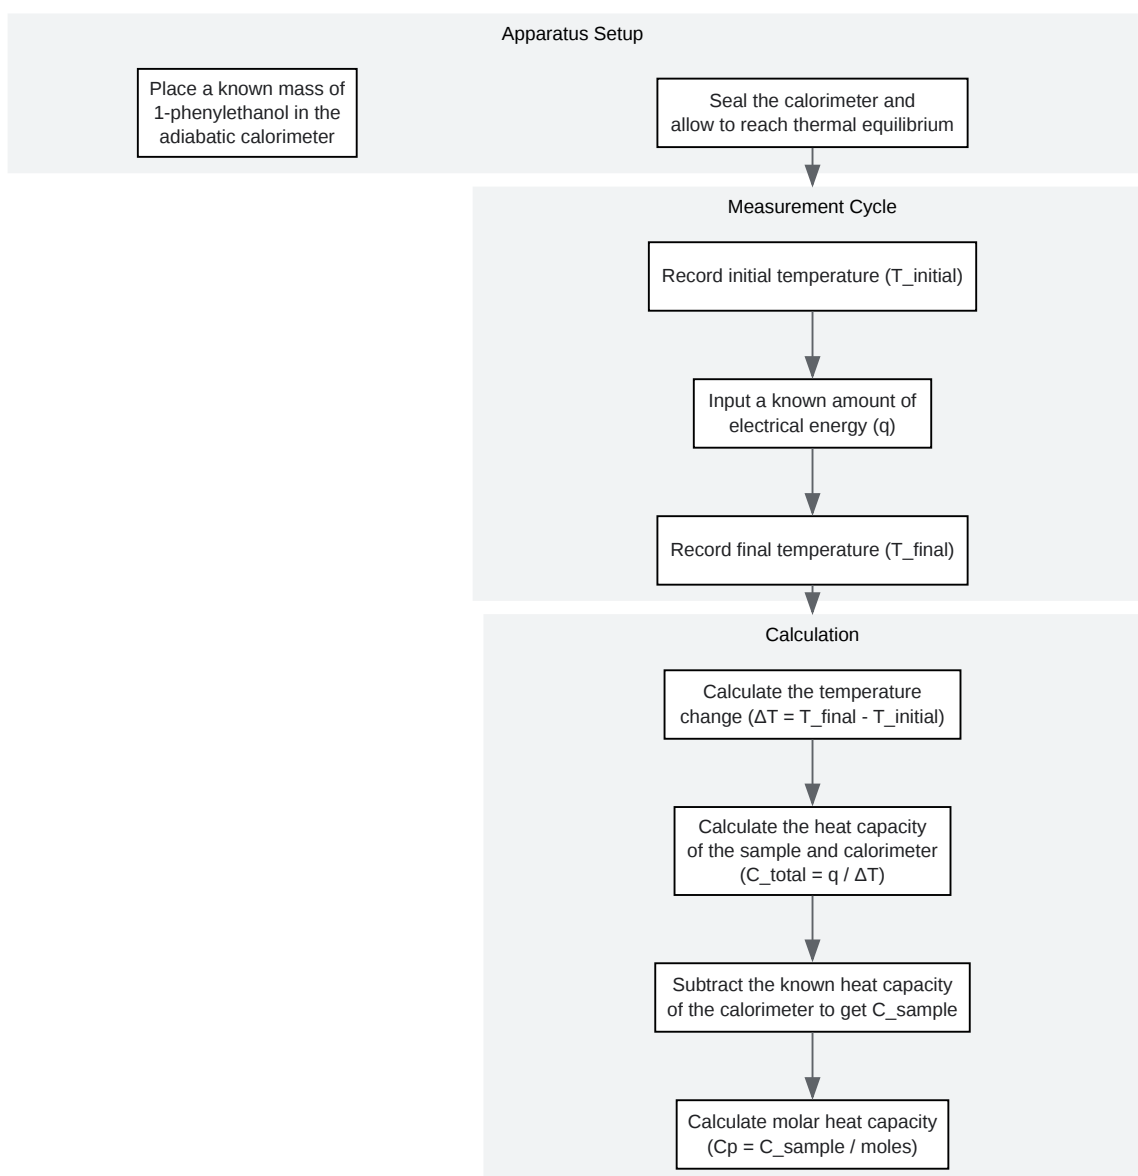 Apparatus Setup
Place a known mass of
1-phenylethanol in the
adiabatic calorimeter
Seal the calorimeter and
allow to reach thermal equilibrium
Measurement Cycle
Record initial temperature (T_initial)
Input a known amount of
electrical energy (q)
Record final temperature (T_final)
Calculation
Calculate the temperature
change (ΔT = T_final - T_initial)
Calculate the heat capacity
of the sample and calorimeter
(C_total = q / ΔT)
Subtract the known heat capacity
of the calorimeter to get C_sample
Calculate molar heat capacity
(Cp = C_sample / moles)